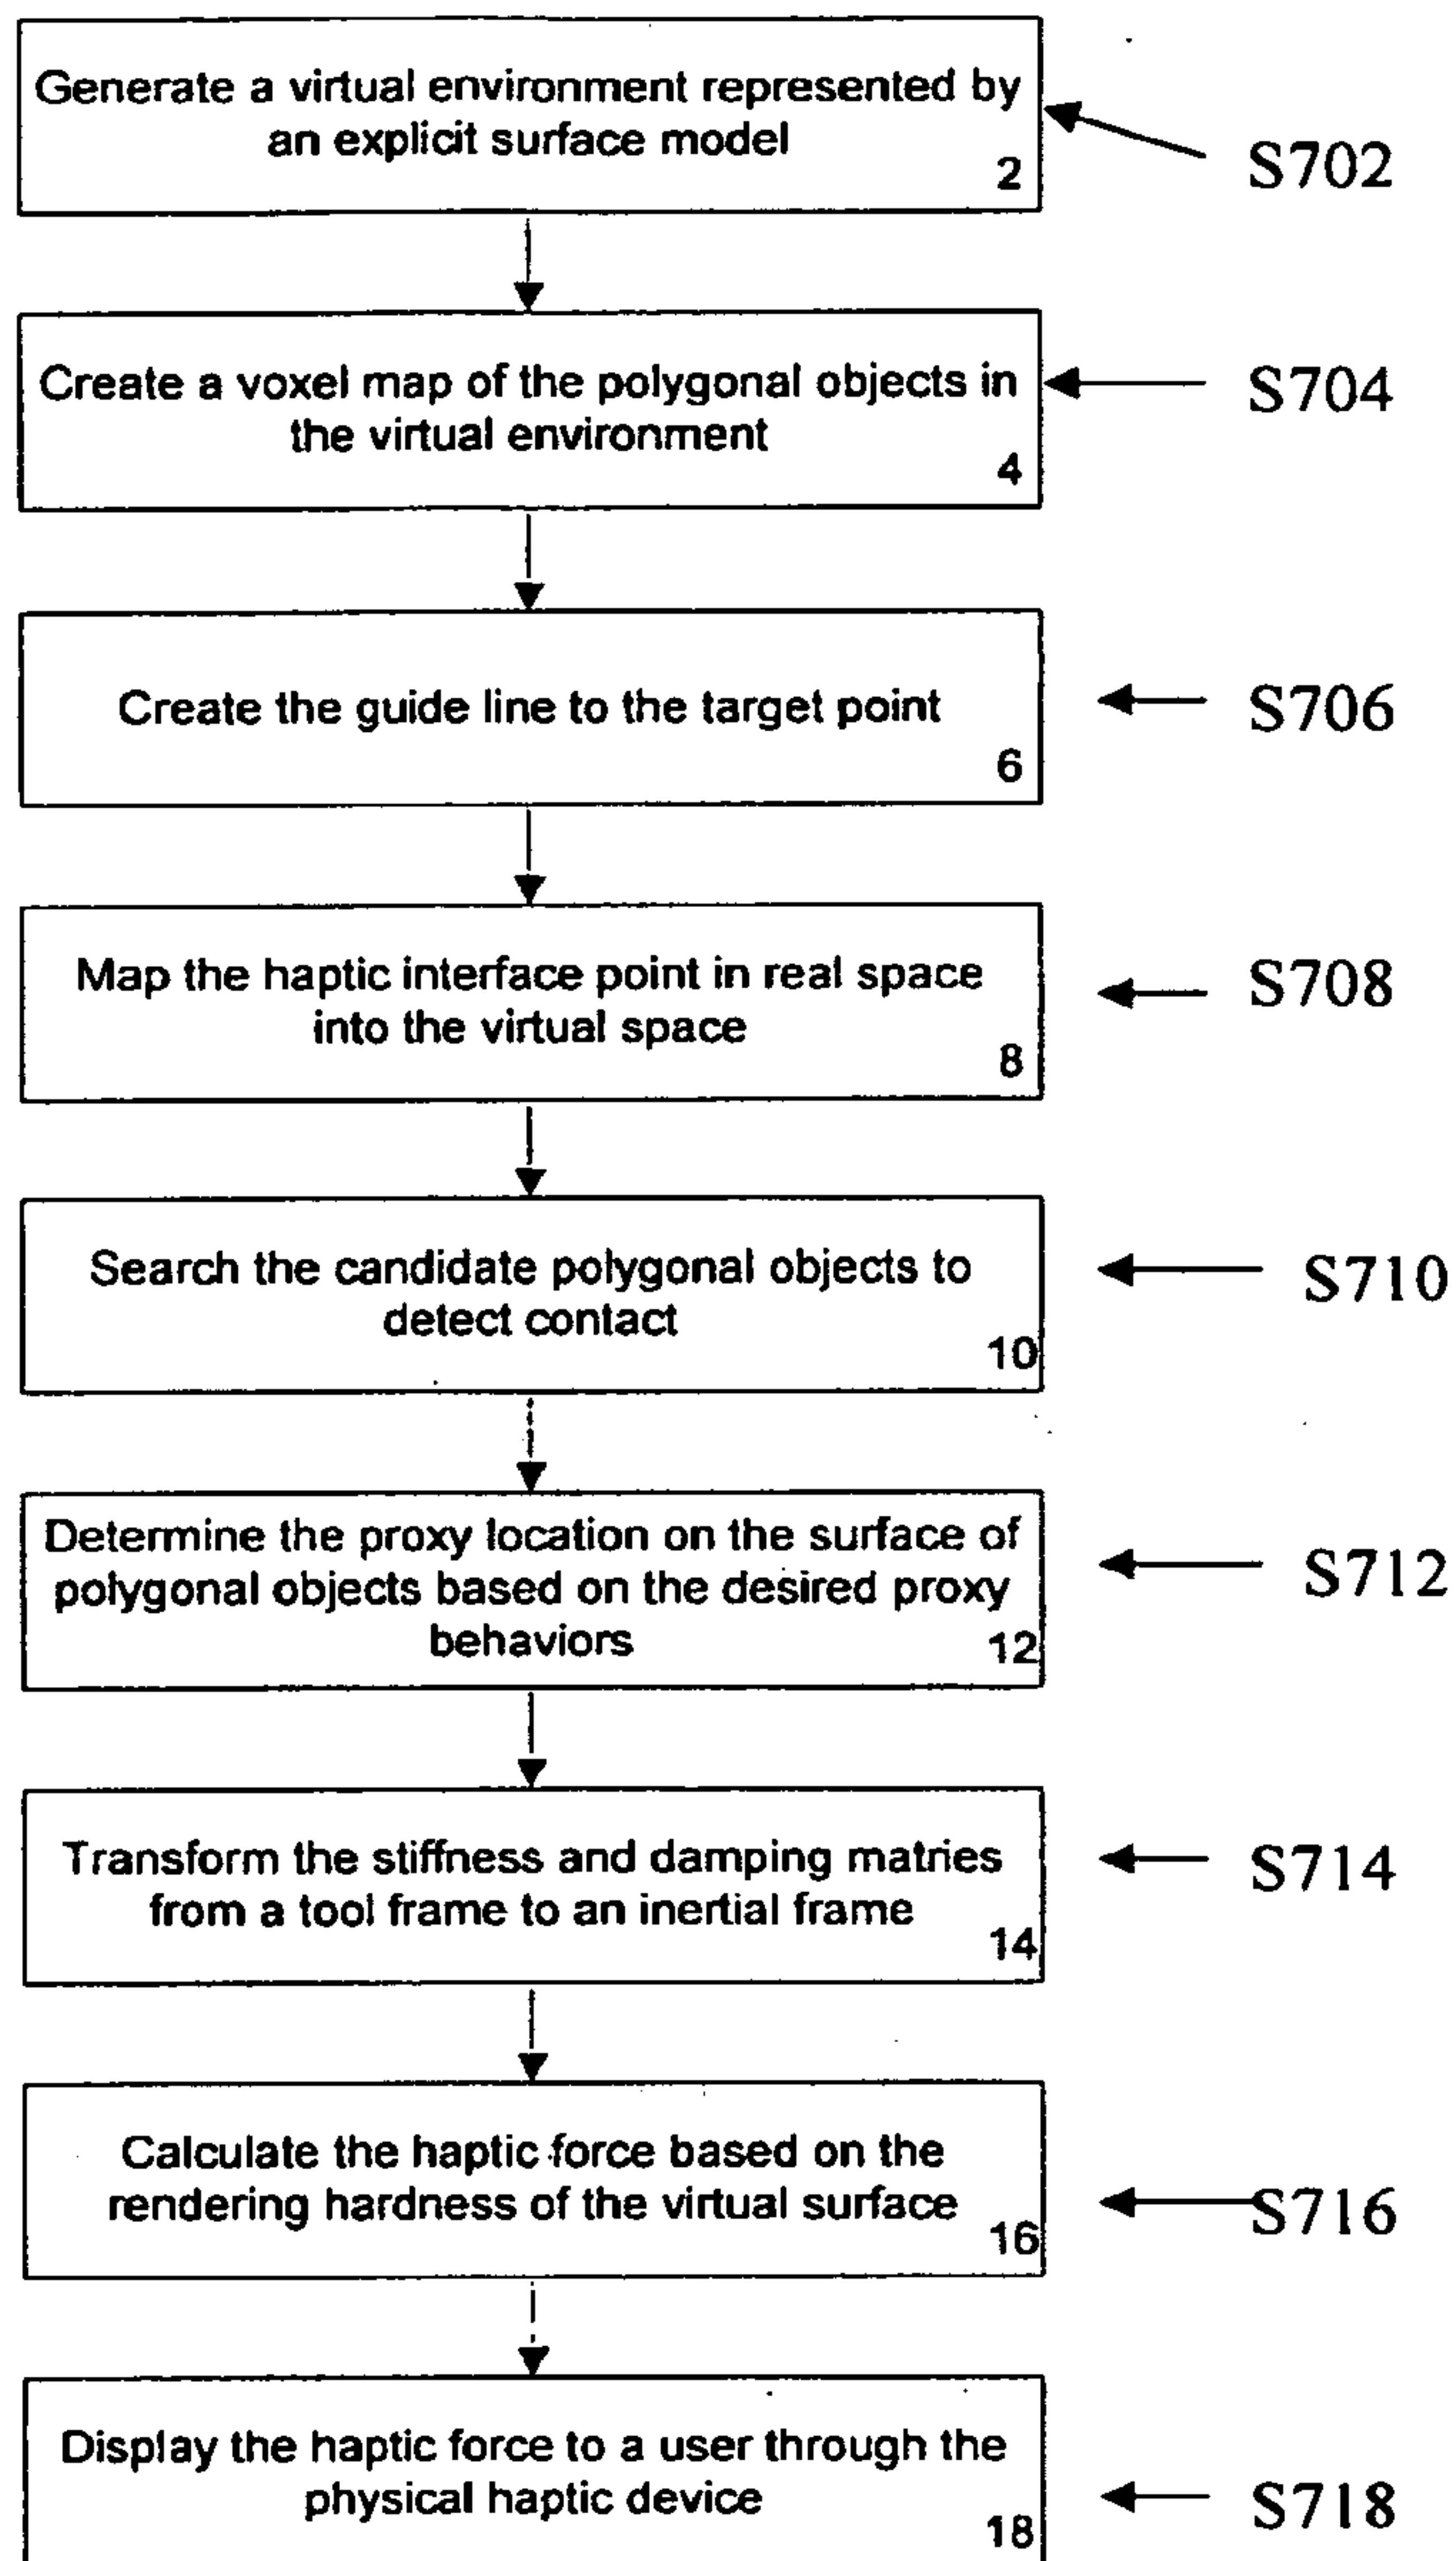 Generate a virtual environment represented by
an explicit surface model
2
S702
Create a voxel map of the polygonal objects in
the virtual environment
4
S704
Create the guide line to the target point
6
S706
Map the haptic interface point in real space
into the virtual space
8
S708
Search the candidate polygonal objects to
detect contact
10
S710
Determine the proxy location on the surface of
polygonal objects based on the desired proxy
behaviors
12
S712
Transform the stiffness and damping matries
from a tool frame to an inertial frame
14
S714
Calculate the haptic force based on the
rendering hardness of the virtual surface
16
S716
Display the haptic force to a user through the
physical haptic device
18
S718